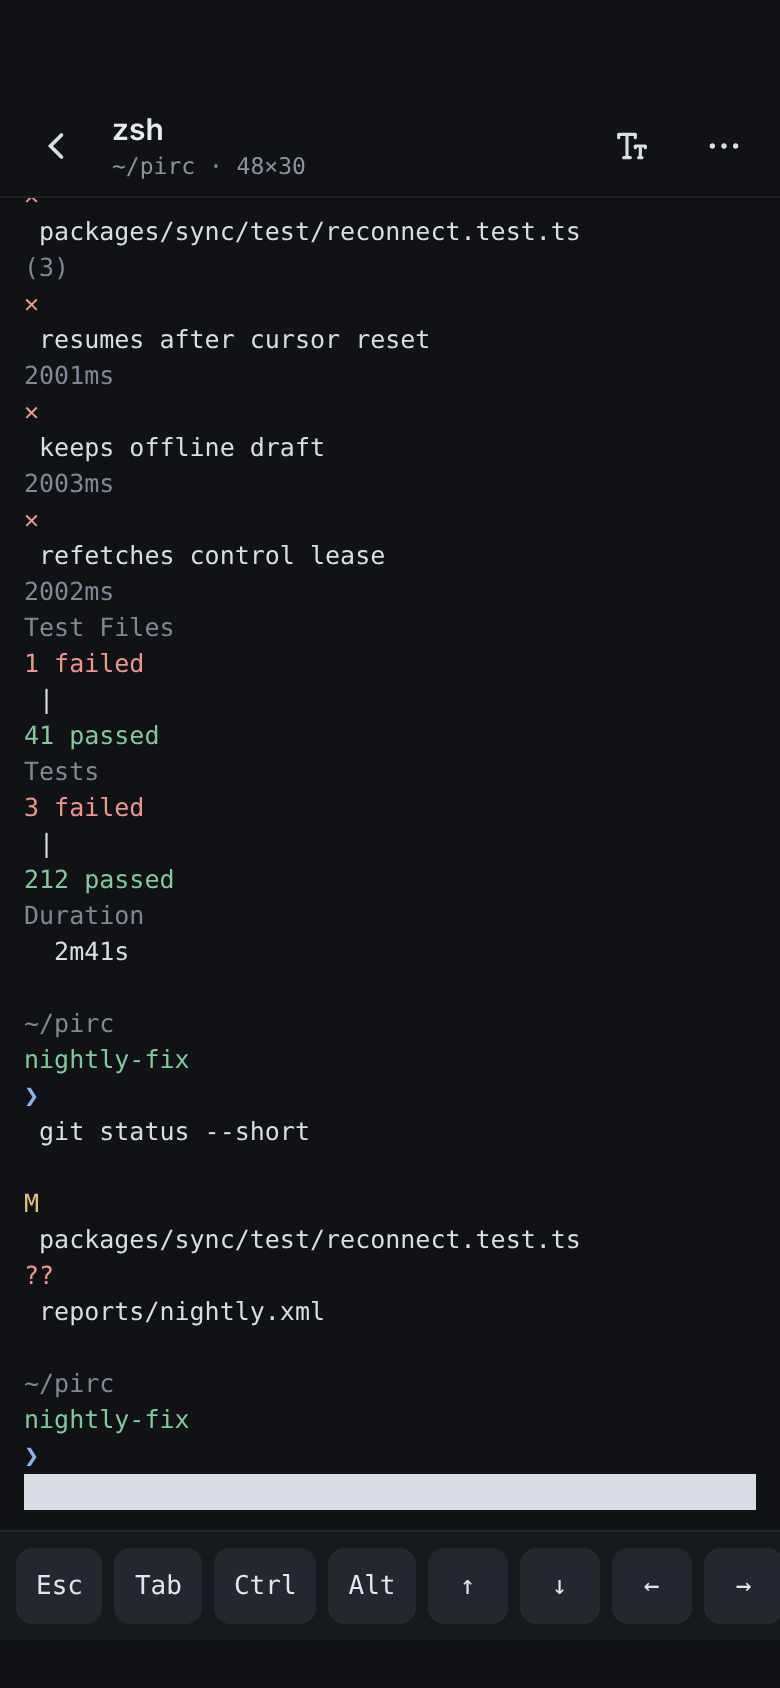 zsh
~/pirc · 48×30
×
packages/sync/test/reconnect.test.ts
(3)
×
resumes after cursor reset
2001ms
×
keeps offline draft
2003ms
×
refetches control lease
2002ms
Test Files
1 failed
|
41 passed
Tests
3 failed
|
212 passed
Duration
2m41s
~/pirc
nightly-fix
❯
git status --short
M
packages/sync/test/reconnect.test.ts
??
reports/nightly.xml
~/pirc
nightly-fix
❯
Esc Tab Ctrl Alt ↑ ↓ ← →